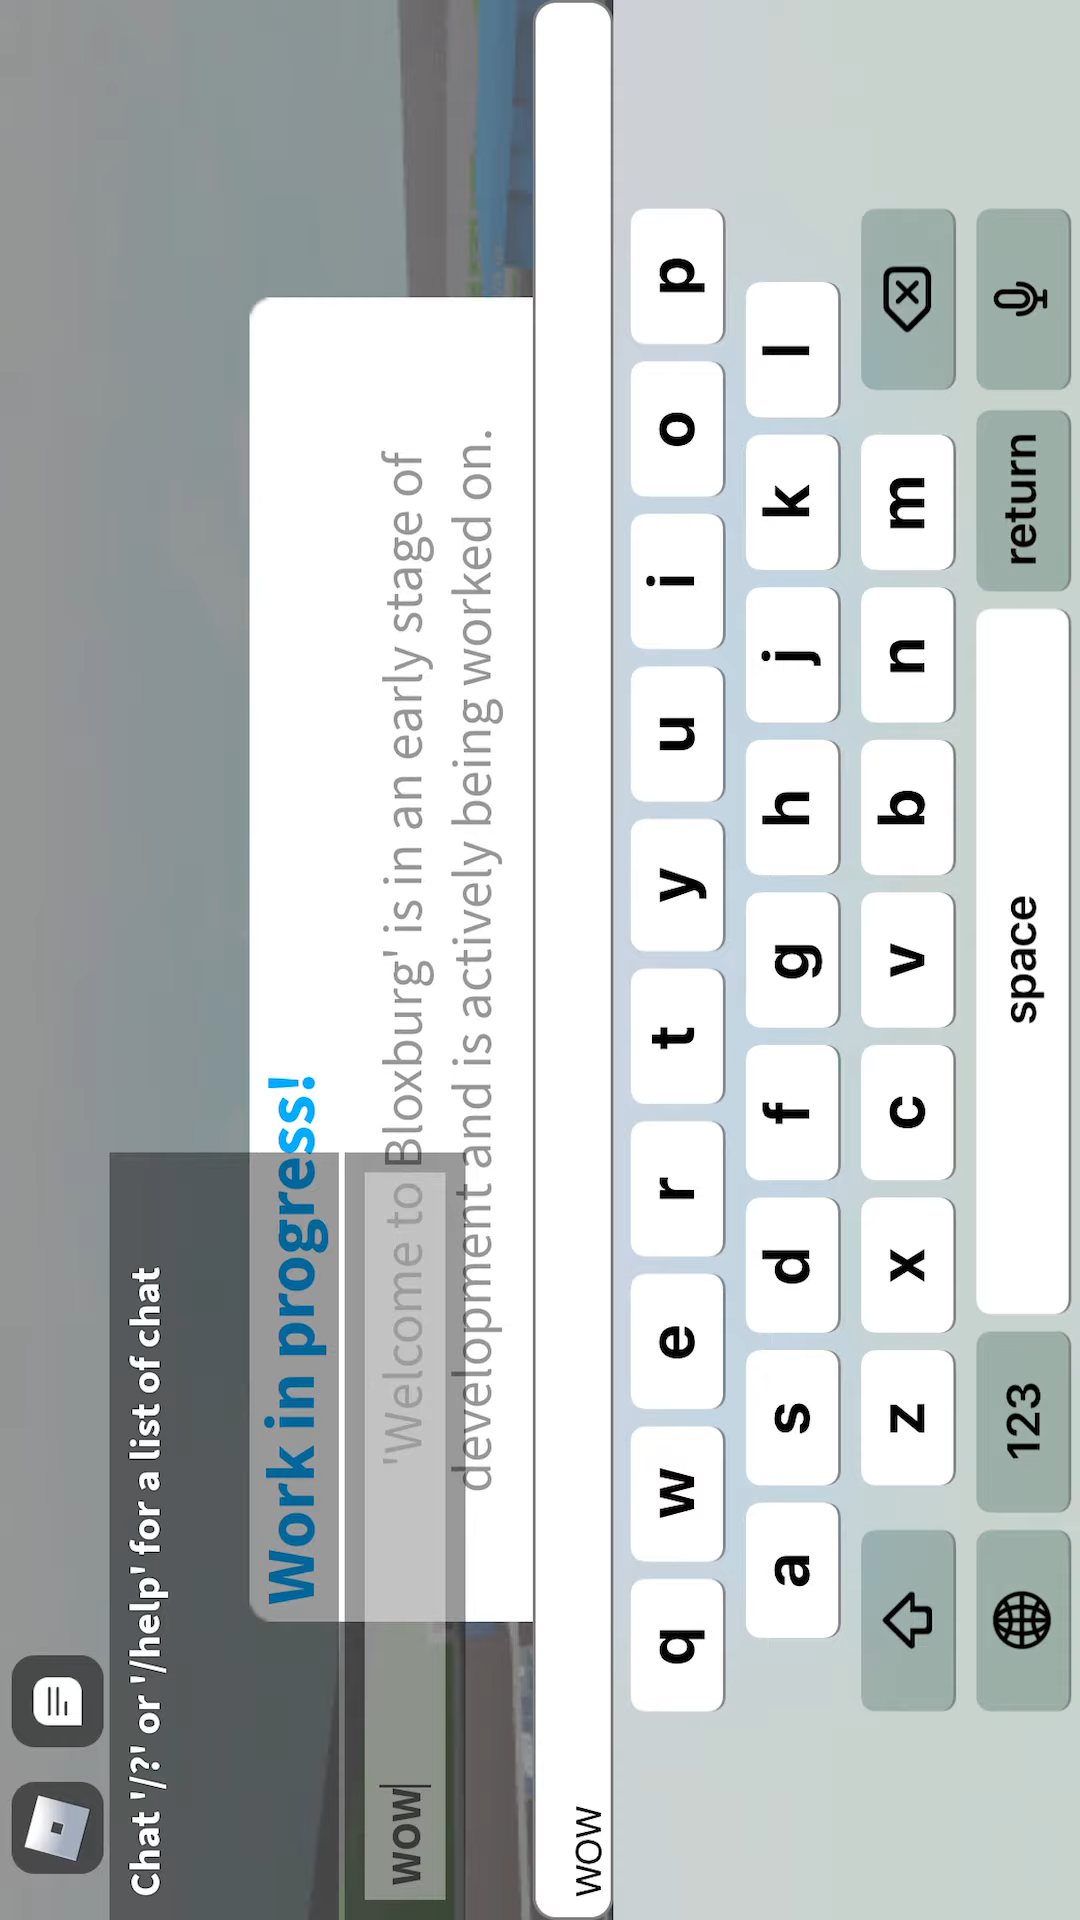 Chat '/?' or '/help' for a list of chat
Work in progress!
'Welcome to Bloxburg' is in an early stage of
development and is actively being worked on.
wow
wow
q w e r t y u i o p
a s d f g h j k l
z x c v b n m
123 space return